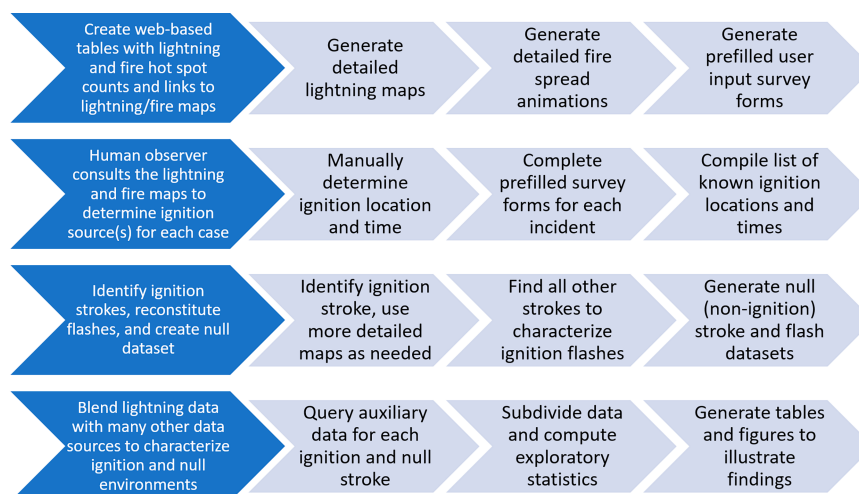 Create web-based
tables with lightning
and fire hot spot
counts and links to
lightning/fire maps
Generate
detailed
lightning maps
Generate
detailed fire
spread
animations
Generate
prefilled user
input survey
forms
Human observer
consults the lightning
and fire maps to
determine ignition
source(s) for each case
Manually
determine
ignition location
and time
Complete
prefilled survey
forms for each
incident
Compile list of
known ignition
locations and
times
Identify ignition
strokes, reconstitute
flashes, and create null
dataset
Identify ignition
stroke, use
more detailed
maps as needed
Find all other
strokes to
characterize
ignition flashes
Generate null
(non-ignition)
stroke and flash
datasets
Blend lightning data
with many other data
sources to characterize
ignition and null
environments
Query auxiliary
data for each
ignition and null
stroke
Subdivide data
and compute
exploratory
statistics
Generate tables
and figures to
illustrate
findings